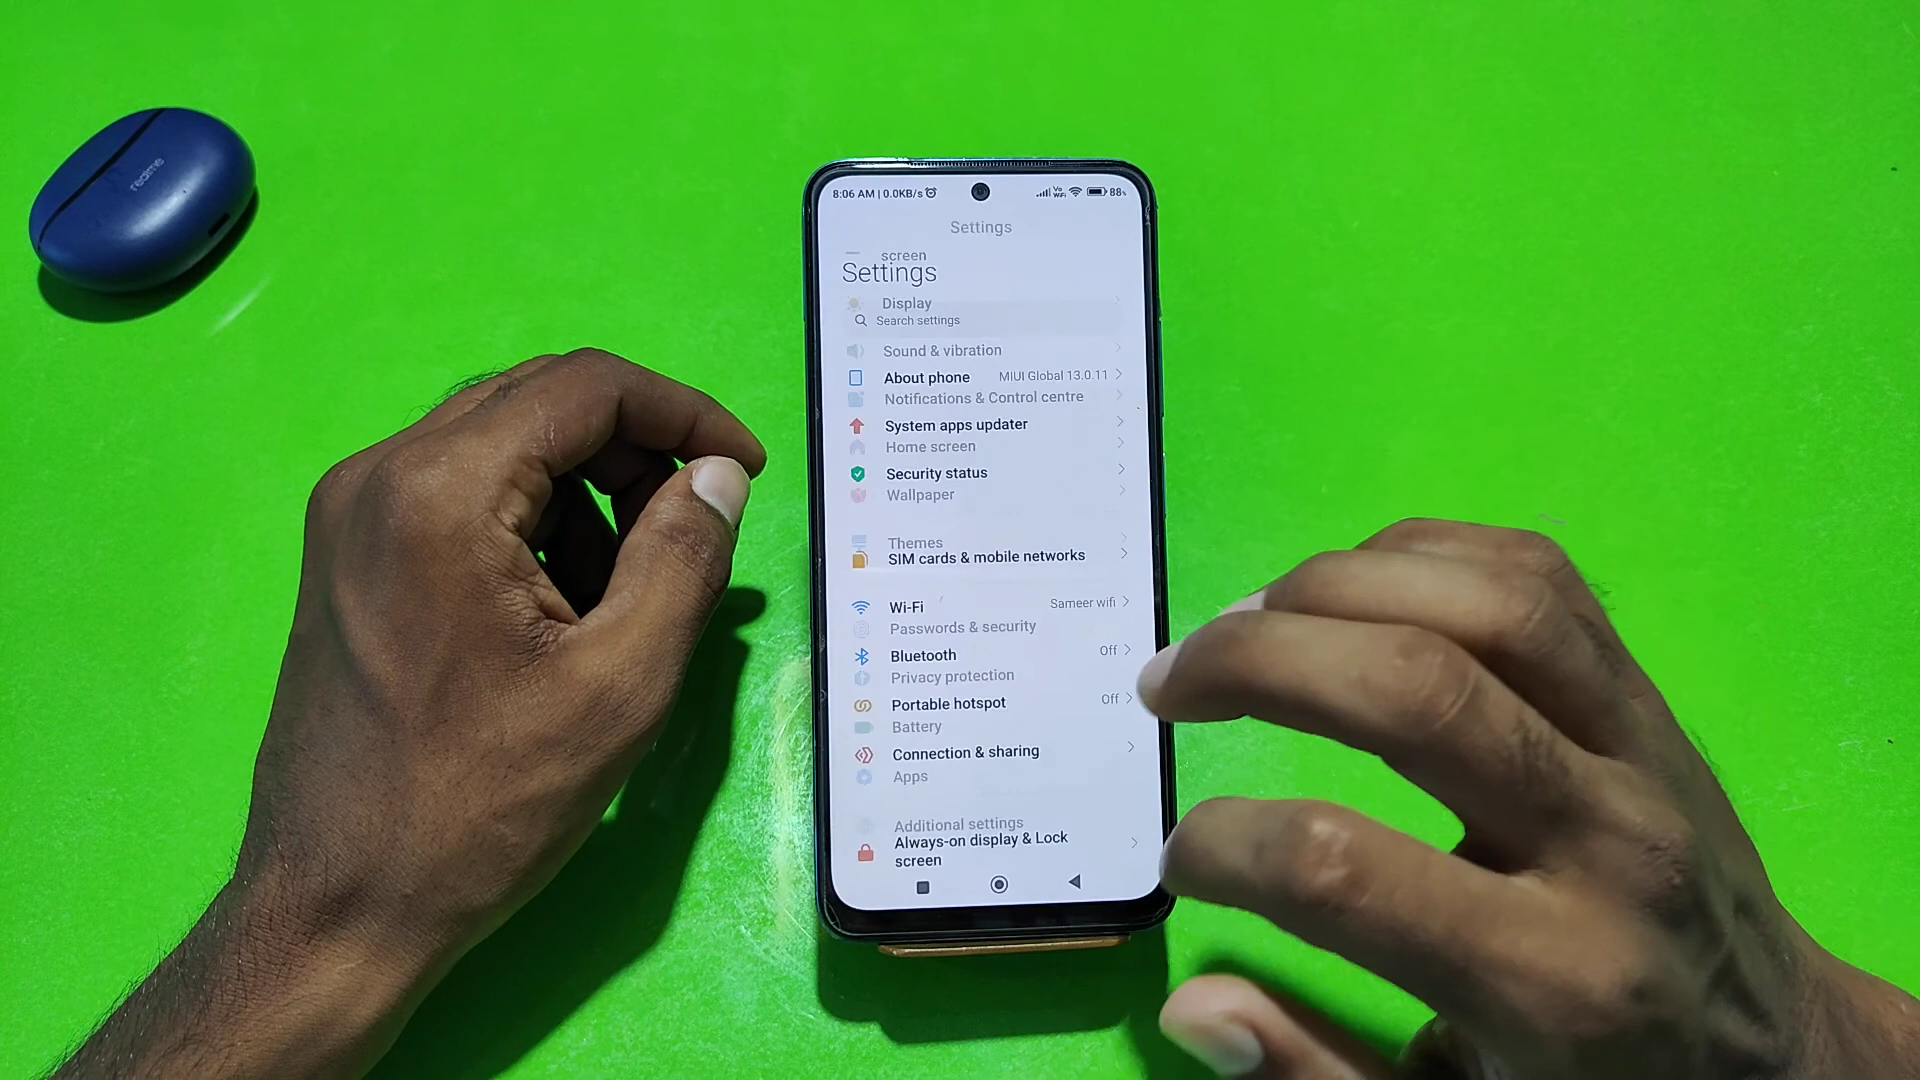 realme
8:06 AM | 0.0KB/s
Vo
WiFi
88%
Settings
screen
Settings
Display
Search settings
Sound & vibration
About phone MIUI Global 13.0.11
Notifications & Control centre
System apps updater
Home screen
Security status
Wallpaper
Themes
SIM cards & mobile networks
Wi-Fi Sameer wifi
Passwords & security
Bluetooth Off
Privacy protection
Portable hotspot Off
Battery
Connection & sharing
Apps
Additional settings
Always-on display & Lock
screen